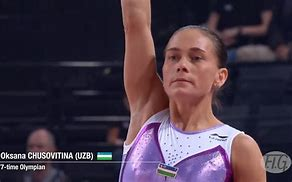 Oksana CHUSOVITINA (UZB)
7-time Olympian
FIG